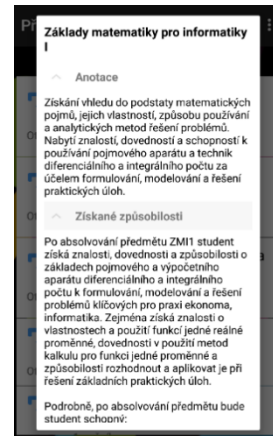 Př
Základy matematiky pro informatiky
I
Anotace
Získání vhledu do podstaty matematických
pojmů, jejich vlastností, způsobu používání
a analytických metod řešení problémů.
Nabytí znalostí, dovedností a schopností k
používání pojmového aparátu a technik
diferenciálního a integrálního počtu za
účelem formulování, modelování a řešení
praktických úloh.
Získané způsobilosti
Po absolvování předmětu ZMI1 student
získá znalosti, dovednosti a způsobilosti o
základech pojmového a výpočetního
aparátu diferenciálního a integrálního
počtu k formulování, modelování a řešení
problémů klíčových pro praxi ekonoma,
informatika. Zejména získá znalosti o
vlastnostech a použití funkcí jedné reálné
proměnné, dovednosti v použití metod
kalkulu pro funkci jedné proměnné a
způsobilosti rozhodnout a aplikovat je při
řešení základních praktických úloh.
Podrobně, po absolvování předmětu bude
student schopný: